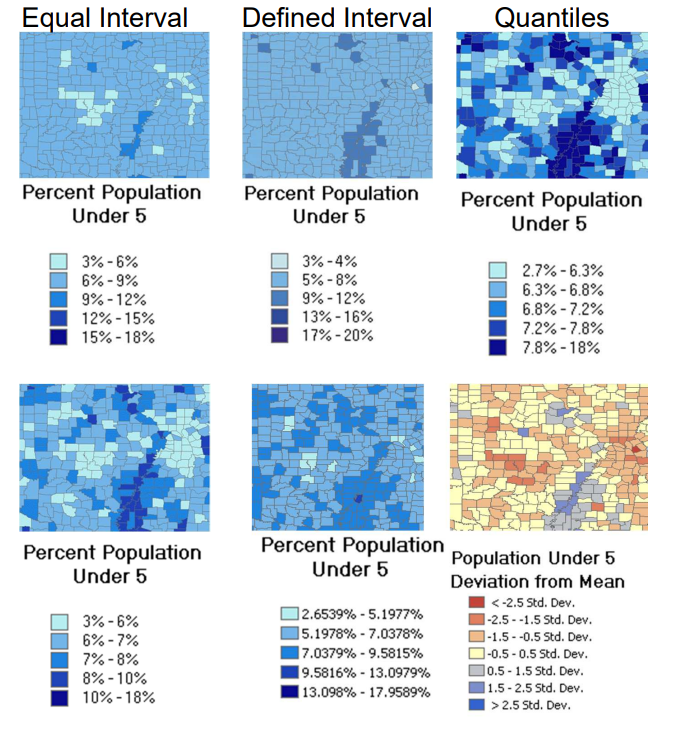 Equal Interval
Defined Interval
Quantiles
Percent Population
Under 5
3% - 6%
6% - 9%
9% - 12%
12% - 15%
15% - 18%
Percent Population
Under 5
3% - 4%
5% - 8%
9% - 12%
13% - 16%
17% - 20%
Percent Population
Under 5
2.7% - 6.3%
6.3% - 6.8%
6.8% - 7.2%
7.2% - 7.8%
7.8% - 18%
Percent Population
Under 5
3% - 6%
6% - 7%
7% - 8%
8% - 10%
10% - 18%
Percent Population
Under 5
2.6539% - 5.1977%
5.1978% - 7.0378%
7.0379% - 9.5815%
9.5816% - 13.0979%
13.098% - 17.9589%
Population Under 5
Deviation from Mean
< -2.5 Std. Dev.
-2.5 - -1.5 Std. Dev.
-1.5 - -0.5 Std. Dev.
-0.5 - 0.5 Std. Dev.
0.5 - 1.5 Std. Dev.
1.5 - 2.5 Std. Dev.
> 2.5 Std. Dev.